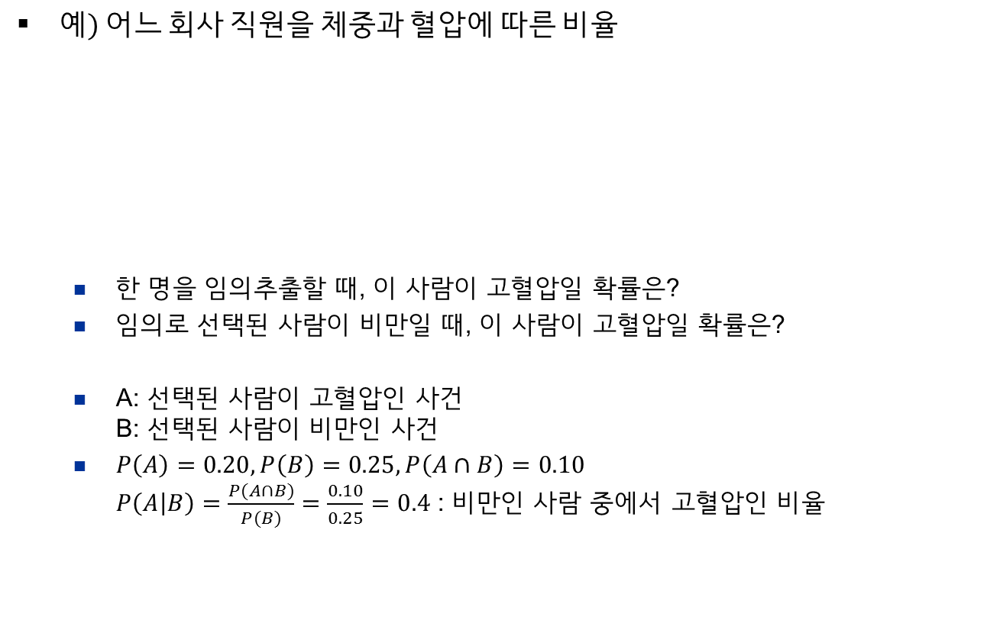 ▪ 예) 어느 회사 직원을 체중과 혈압에 따른 비율
▪ 한 명을 임의추출할 때, 이 사람이 고혈압일 확률은?
▪ 임의로 선택된 사람이 비만일 때, 이 사람이 고혈압일 확률은?
▪ A: 선택된 사람이 고혈압인 사건
B: 선택된 사람이 비만인 사건
▪ P(A) = 0.20, P(B) = 0.25, P(A ∩ B) = 0.10
P(A|B) = P(A∩B)/P(B) = 0.10/0.25 = 0.4 : 비만인 사람 중에서 고혈압인 비율